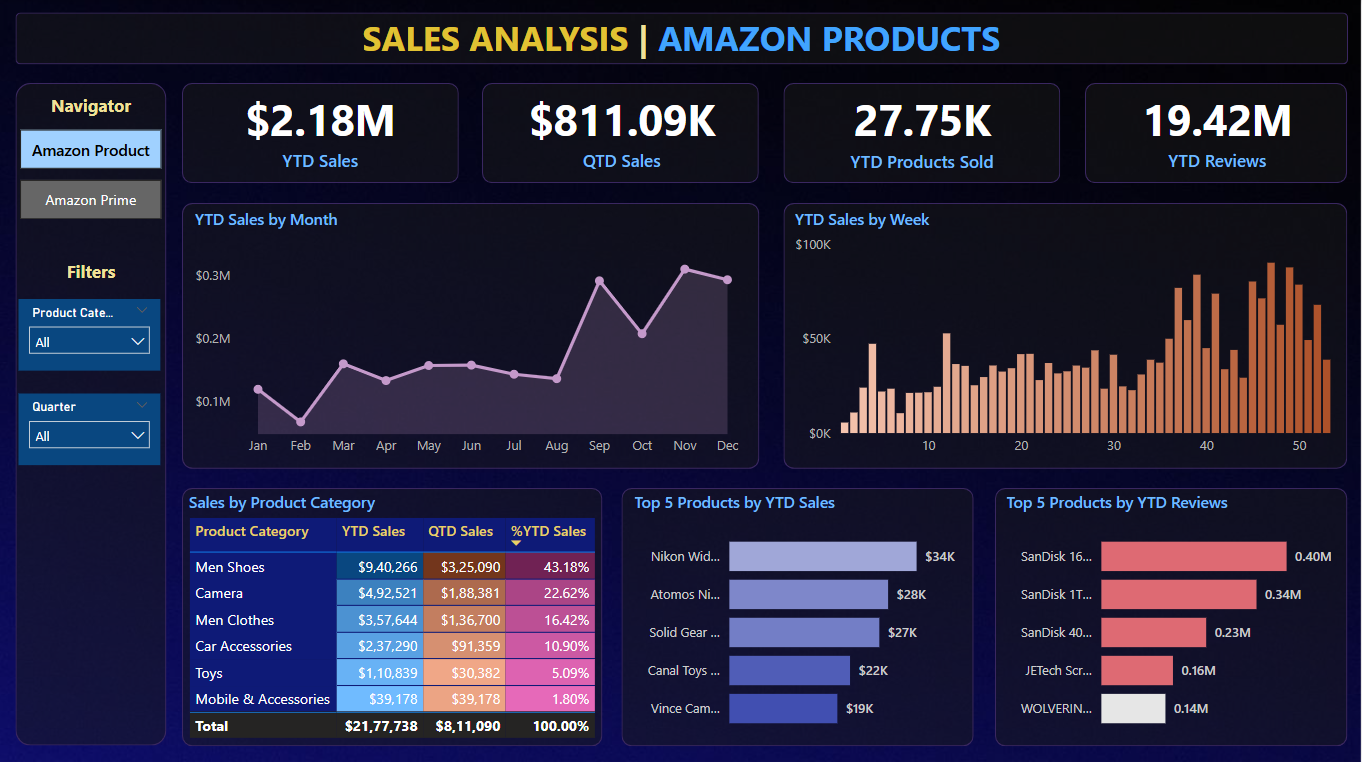 SALES ANALYSIS | AMAZON PRODUCTS
Navigator
Amazon Product
Amazon Prime
Filters
Product Cate...
All
Quarter
All
$2.18M
YTD Sales
$811.09K
QTD Sales
27.75K
YTD Products Sold
19.42M
YTD Reviews
YTD Sales by Month
$0.3M
$0.2M
$0.1M
Jan Feb Mar Apr May Jun Jul Aug Sep Oct Nov Dec
YTD Sales by Week
$100K
$50K
$0K
10 20 30 40 50
Sales by Product Category
Product Category YTD Sales QTD Sales %YTD Sales
Men Shoes $9,40,266 $3,25,090 43.18%
Camera $4,92,521 $1,88,381 22.62%
Men Clothes $3,57,644 $1,36,700 16.42%
Car Accessories $2,37,290 $91,359 10.90%
Toys $1,10,839 $30,382 5.09%
Mobile & Accessories $39,178 $39,178 1.80%
Total $21,77,738 $8,11,090 100.00%
Top 5 Products by YTD Sales
Nikon Wid... $34K
Atomos Ni... $28K
Solid Gear ... $27K
Canal Toys ... $22K
Vince Cam... $19K
Top 5 Products by YTD Reviews
SanDisk 16... 0.40M
SanDisk 1T... 0.34M
SanDisk 40... 0.23M
JETech Scr... 0.16M
WOLVERIN... 0.14M